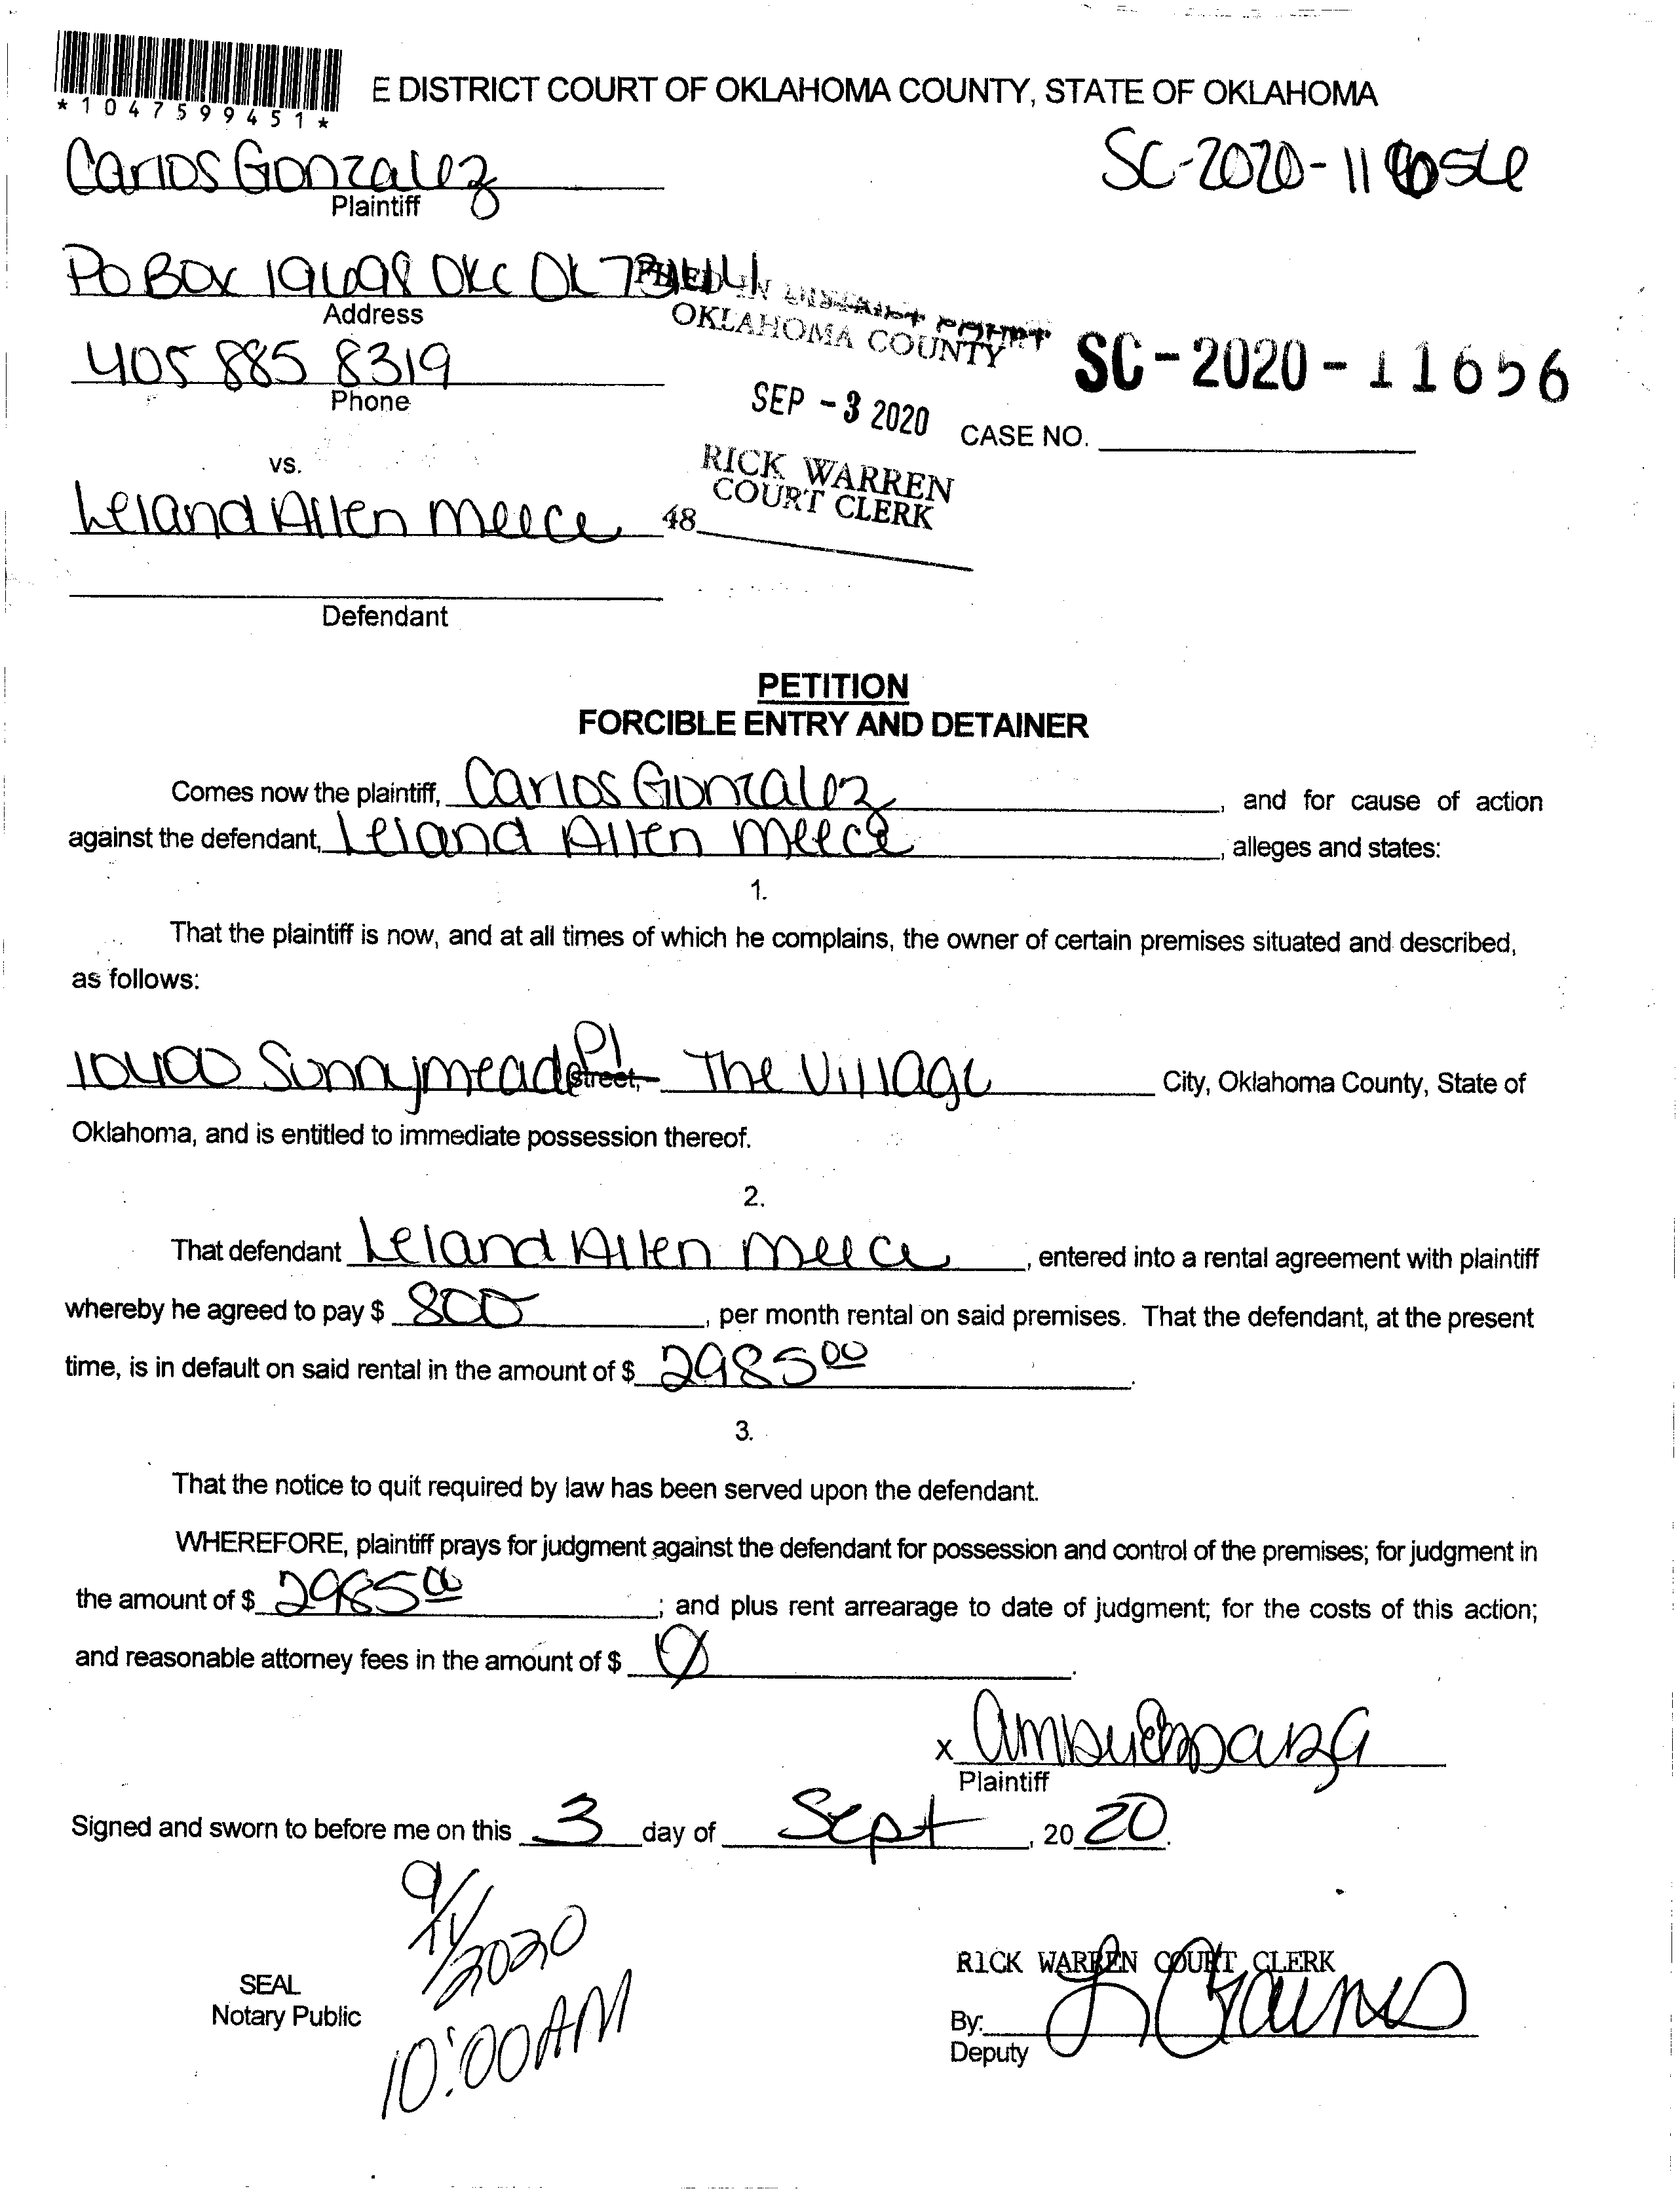 *1047599451*
E DISTRICT COURT OF OKLAHOMA COUNTY, STATE OF OKLAHOMA
Carlos Gonzalez
Plaintiff
SC-2020-11
PO BOX 19698 OKC OK
Address
FILED IN DISTRICT COURT
OKLAHOMA COUNTY
405 885 8319
Phone
SC-2020-11656
SEP -3 2020
CASE NO.
vs.
RICK WARREN
COURT CLERK
Leland Allen Meece
48
Defendant
PETITION
FORCIBLE ENTRY AND DETAINER
Comes now the plaintiff, Carlos Gonzalez, and for cause of action
against the defendant, Leland Allen Meece, alleges and states:
1.
That the plaintiff is now, and at all times of which he complains, the owner of certain premises situated and described,
as follows:
10400 Sunnymeade Pl street, The Village City, Oklahoma County, State of
Oklahoma, and is entitled to immediate possession thereof.
2.
That defendant Leland Allen Meece, entered into a rental agreement with plaintiff
whereby he agreed to pay $ 800, per month rental on said premises. That the defendant, at the present
time, is in default on said rental in the amount of $ 2985 00.
3.
That the notice to quit required by law has been served upon the defendant.
WHEREFORE, plaintiff prays for judgment against the defendant for possession and control of the premises; for judgment in
the amount of $ 2985 00; and plus rent arrearage to date of judgment; for the costs of this action;
and reasonable attorney fees in the amount of $ 0.
X
Plaintiff
Signed and sworn to before me on this 3 day of Sept, 20 20.
2020
10:00AM
SEAL
Notary Public
RICK WARREN COURT CLERK
By:
Deputy